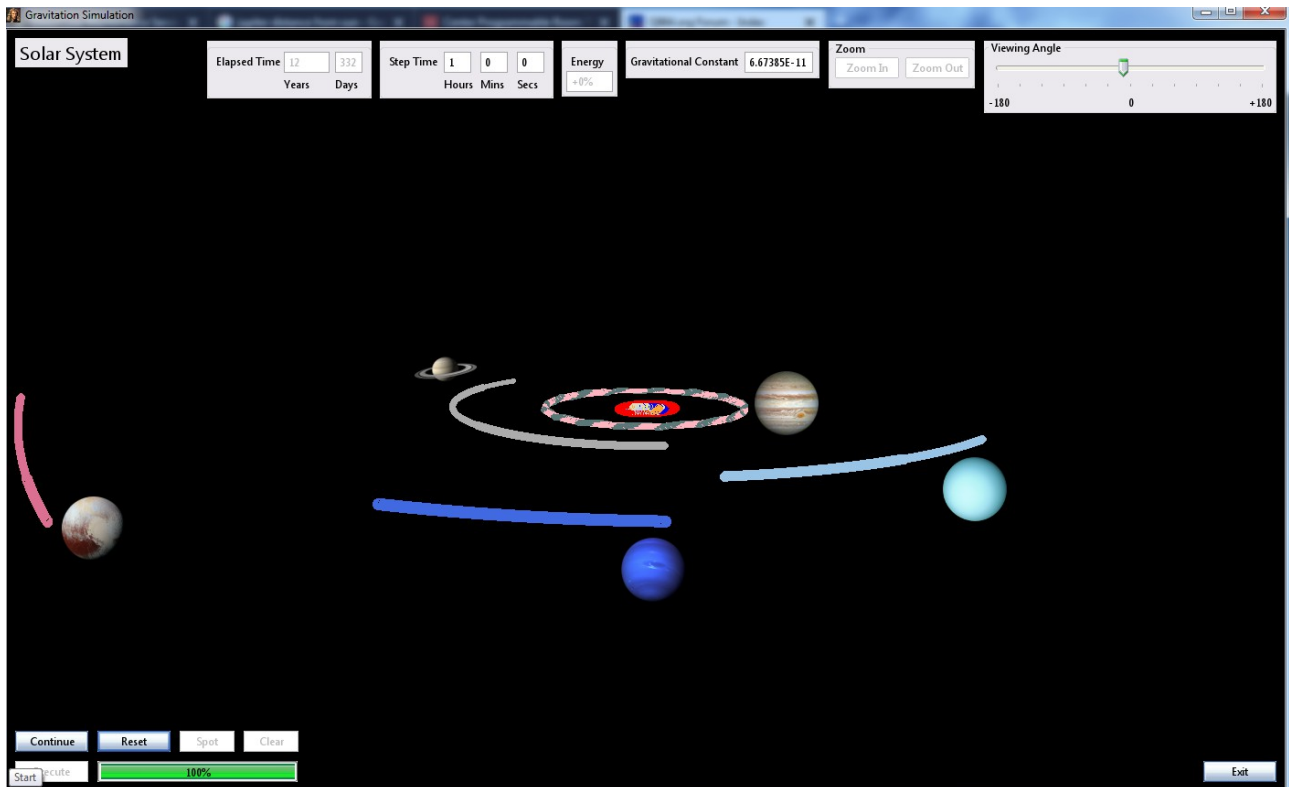 Gravitation Simulation
Solar System
Elapsed Time 12 332
Years Days
Step Time 1 0 0
Hours Mins Secs
Energy
+0%
Gravitational Constant 6.67385E-11
Zoom
Zoom In Zoom Out
Viewing Angle
-180 0 +180
Continue Reset Spot Clear
100%
Start
Exit